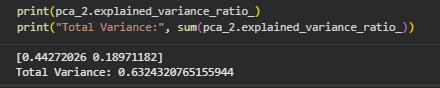 print(pca_2.explained_variance_ratio_)
print("Total Variance:", sum(pca_2.explained_variance_ratio_))
[0.44272026 0.18971182]
Total Variance: 0.6324320765155944